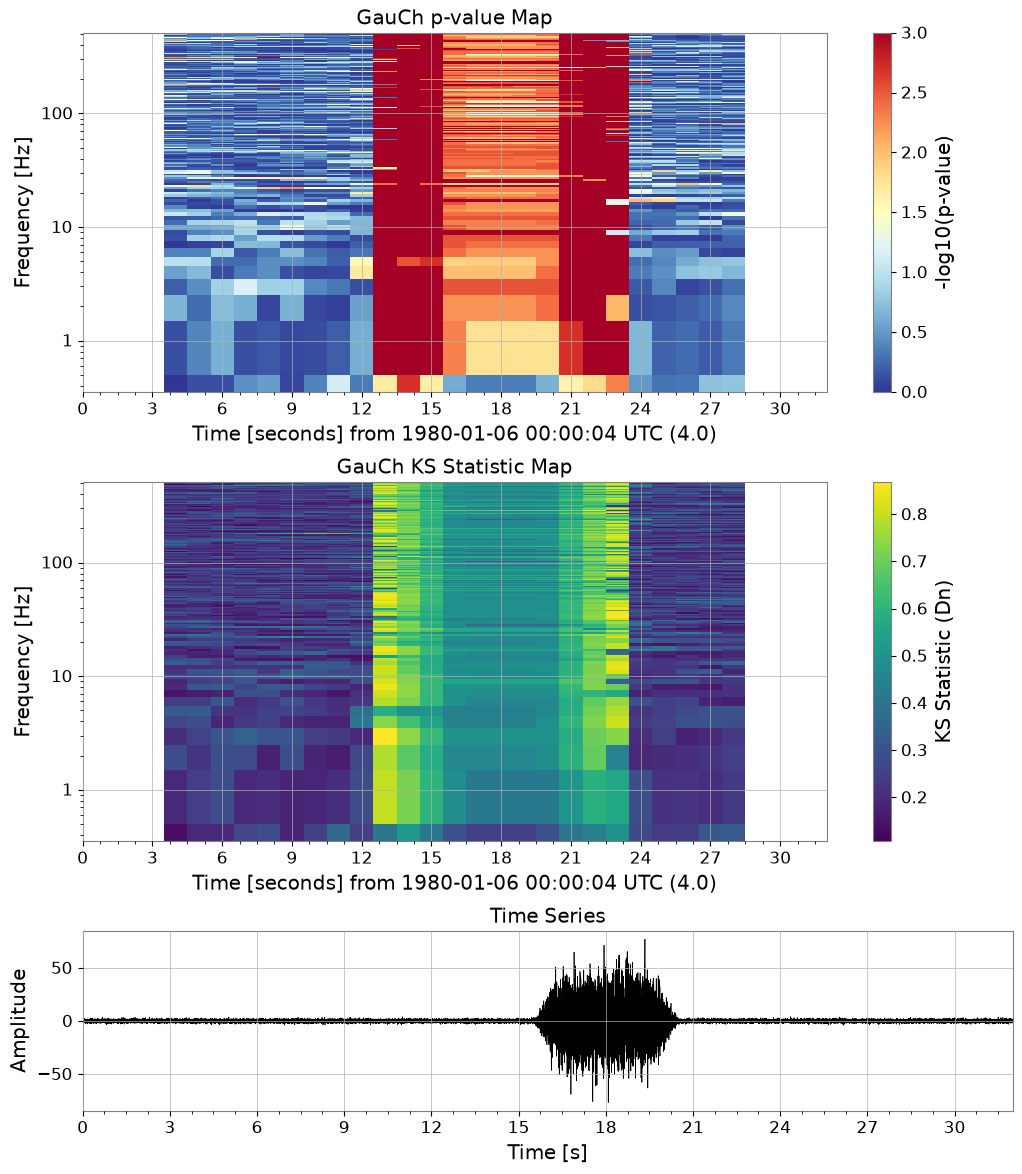 GauCh p-value Map
Frequency [Hz]
100
10
1
0 3 6 9 12 15 18 21 24 27 30
Time [seconds] from 1980-01-06 00:00:04 UTC (4.0)
3.0
2.5
2.0
1.5
1.0
0.5
0.0
-log10(p-value)
GauCh KS Statistic Map
Frequency [Hz]
100
10
1
0 3 6 9 12 15 18 21 24 27 30
Time [seconds] from 1980-01-06 00:00:04 UTC (4.0)
0.8
0.7
0.6
0.5
0.4
0.3
0.2
KS Statistic (Dn)
Time Series
Amplitude
50
0
−50
0 3 6 9 12 15 18 21 24 27 30
Time [s]